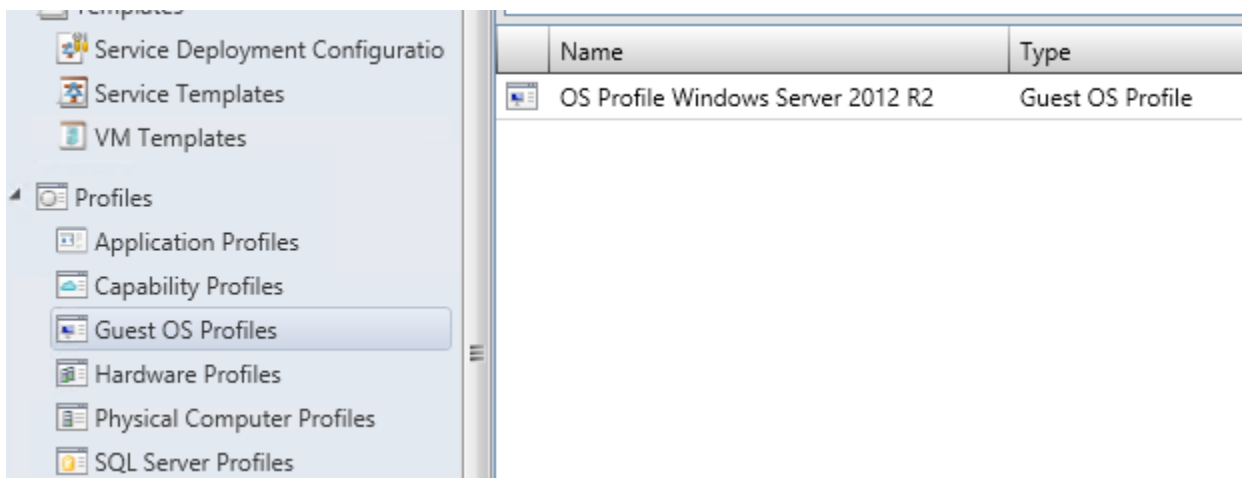 Templates
Service Deployment Configuratio
Service Templates
VM Templates
Profiles
Application Profiles
Capability Profiles
Guest OS Profiles
Hardware Profiles
Physical Computer Profiles
SQL Server Profiles
Name Type
OS Profile Windows Server 2012 R2 Guest OS Profile